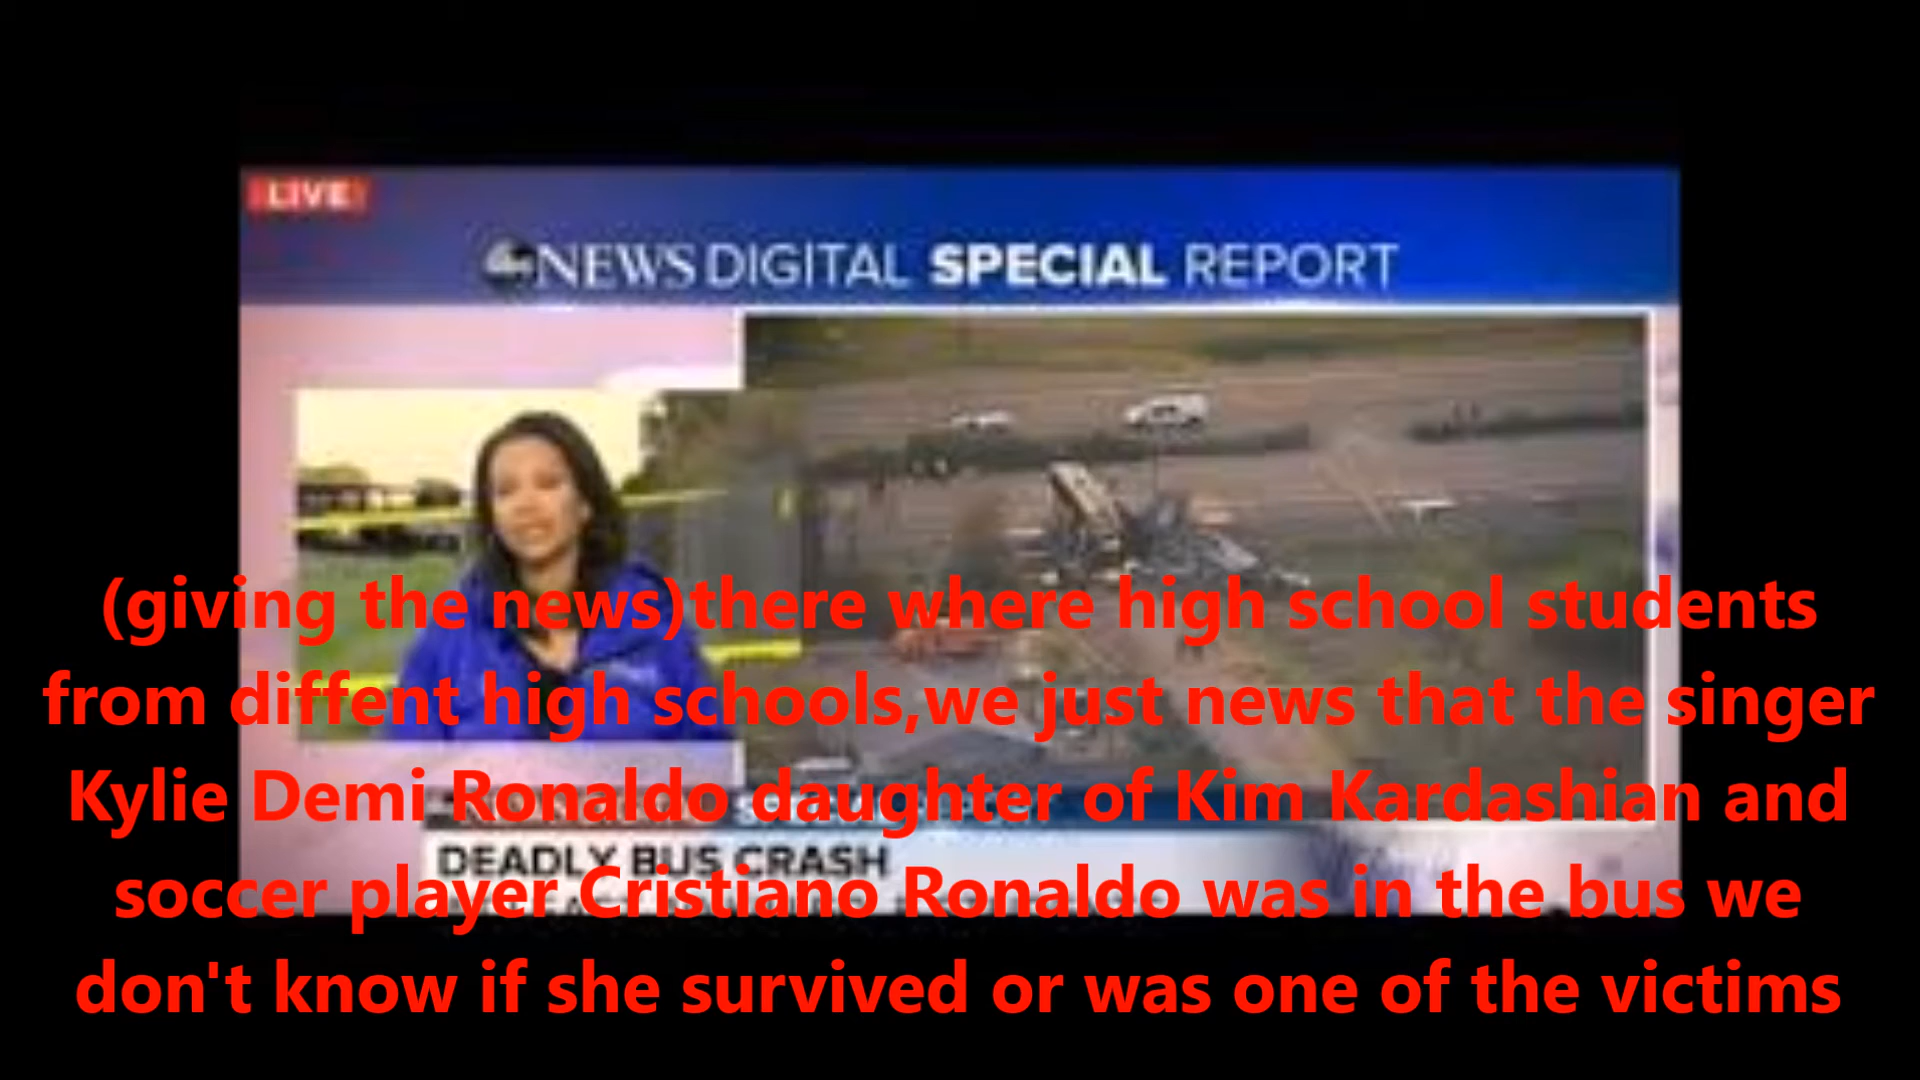 LIVE
abc NEWS DIGITAL SPECIAL REPORT
(giving the news)there where high school students
from diffent high schools,we just news that the singer
Kylie Demi Ronaldo daughter of Kim Kardashian and
DEADLY BUS CRASH
soccer player Cristiano Ronaldo was in the bus we
don't know if she survived or was one of the victims